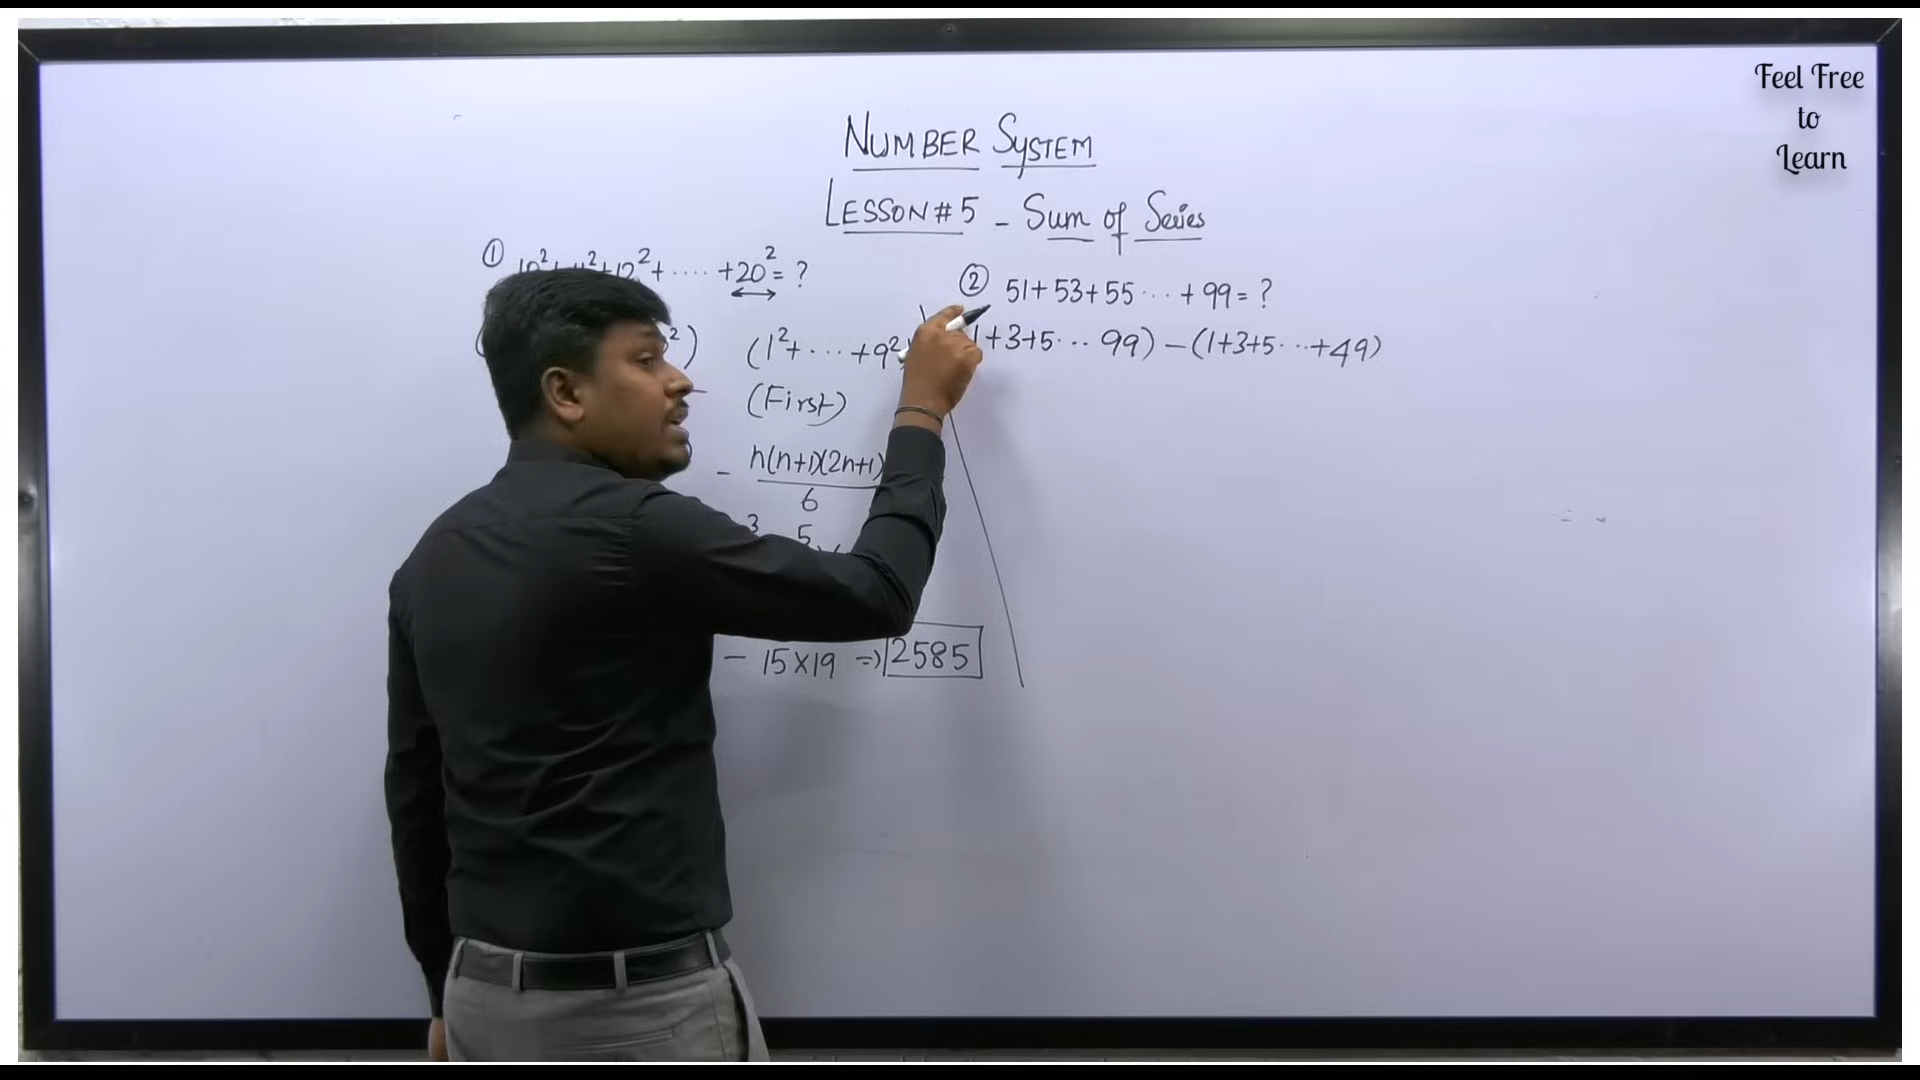 Feel Free
to
Learn
NUMBER SYSTEM
LESSON # 5 - Sum of Series
① 10² + 11² + 12² + ..... + 20² = ?
²)
(1² + ... + 9²)
(First)
- n(n+1)(2n+1)
6
3 5
- 15 × 19 ⇒ 2585
② 51 + 53 + 55 ... + 99 = ?
1 + 3 + 5 ... 99) - (1 + 3 + 5 ... + 49)